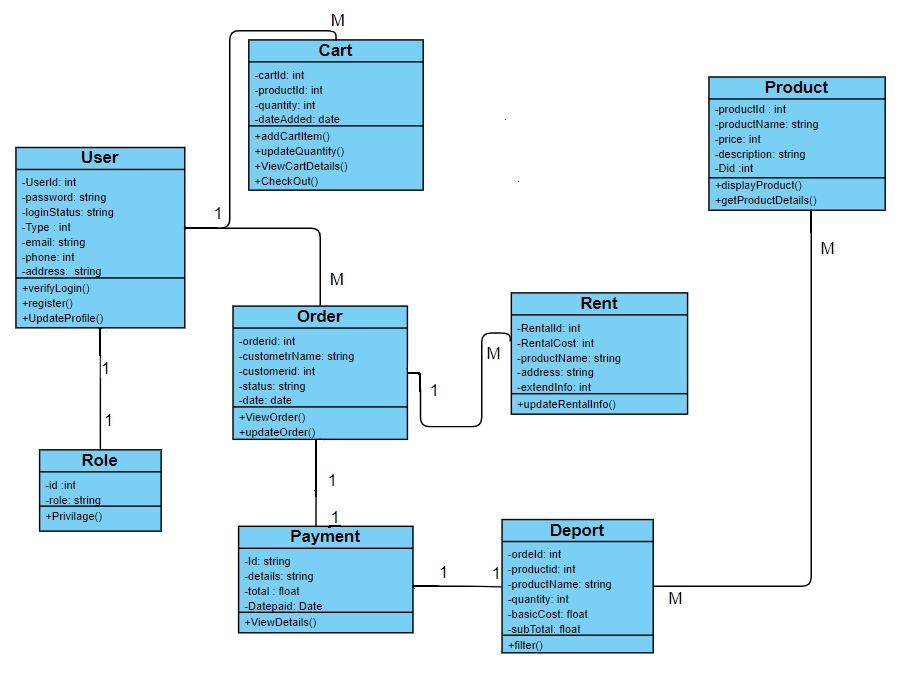 M
Cart
-cartId: int
-productId: int
-quantity: int
-dateAdded: date
+addCartItem()
+updateQuantity()
+ViewCartDetails()
+CheckOut()
Product
-productId : int
-productName: string
-price: int
-description: string
-Did :int
+displayProduct()
+getProductDetails()
User
-UserId: int
-password: string
-loginStatus: string
-Type : int
-email: string
-phone: int
-address: string
+verifyLogin()
+register()
+UpdateProfile()
1
M
M
Order
-orderid: int
-custometrName: string
-customerid: int
-status: string
-date: date
+ViewOrder()
+updateOrder()
Rent
-RentalId: int
-RentalCost: int
-productName: string
-address: string
-extendInfo: int
+updateRentalInfo()
M
1
1
1
Role
-id :int
-role: string
+Privilage()
1
1
Payment
-Id: string
-details: string
-total : float
-Datepaid: Date
+ViewDetails()
1
1
Deport
-ordeId: int
-productid: int
-productName: string
-quantity: int
-basicCost: float
-subTotal: float
+filter()
M